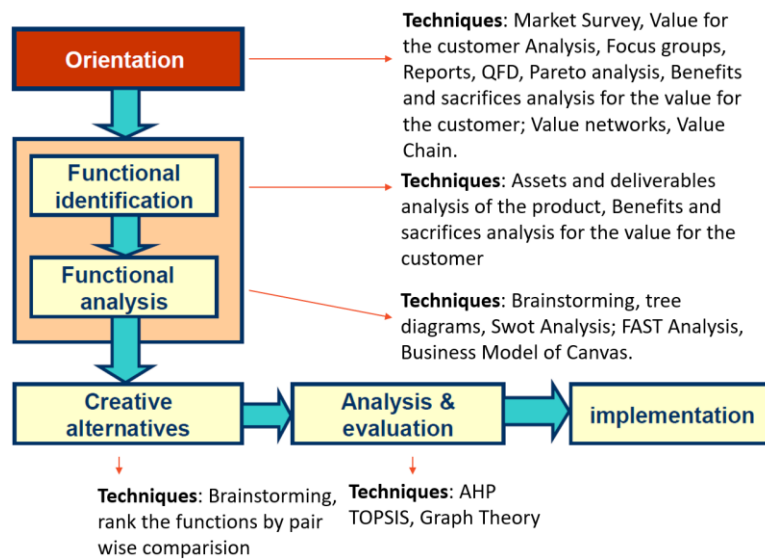 Orientation
Techniques: Market Survey, Value for
the customer Analysis, Focus groups,
Reports, QFD, Pareto analysis, Benefits
and sacrifices analysis for the value for
the customer; Value networks, Value
Chain.
Functional
identification
Techniques: Assets and deliverables
analysis of the product, Benefits and
sacrifices analysis for the value for the
customer
Functional
analysis
Techniques: Brainstorming, tree
diagrams, Swot Analysis; FAST Analysis,
Business Model of Canvas.
Creative
alternatives
Analysis &
evaluation
implementation
Techniques: Brainstorming,
rank the functions by pair
wise comparision
Techniques: AHP
TOPSIS, Graph Theory